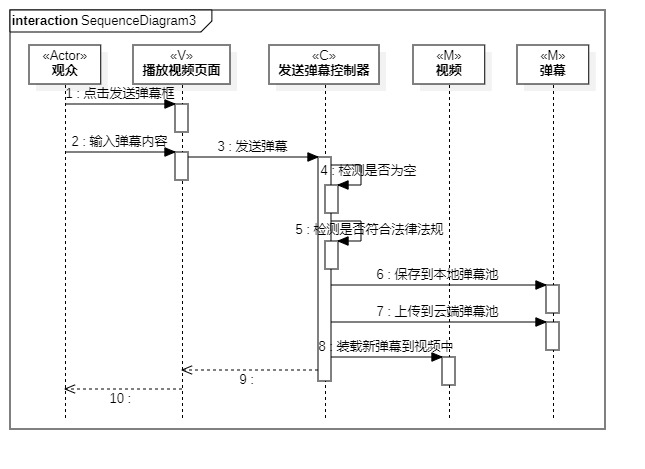 interaction SequenceDiagram3
«Actor»
观众
«V»
播放视频页面
«C»
发送弹幕控制器
«M»
视频
«M»
弹幕
1 : 点击发送弹幕框
2 : 输入弹幕内容
3 : 发送弹幕
4 : 检测是否为空
5 : 检测是否符合法律法规
6 : 保存到本地弹幕池
7 : 上传到云端弹幕池
8 : 装载新弹幕到视频中
9 :
10 :